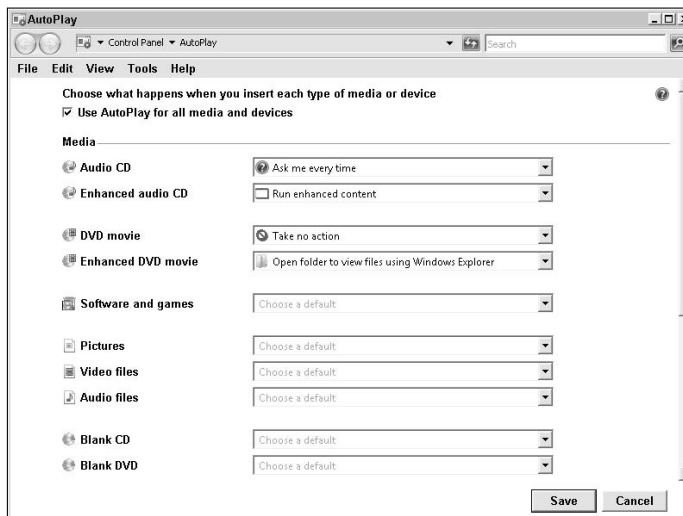 AutoPlay
Control Panel AutoPlay Search
File Edit View Tools Help
Choose what happens when you insert each type of media or device
Use AutoPlay for all media and devices
Media
Audio CD Ask me every time
Enhanced audio CD Run enhanced content
DVD movie Take no action
Enhanced DVD movie Open folder to view files using Windows Explorer
Software and games Choose a default
Pictures Choose a default
Video files Choose a default
Audio files Choose a default
Blank CD Choose a default
Blank DVD Choose a default
Save Cancel